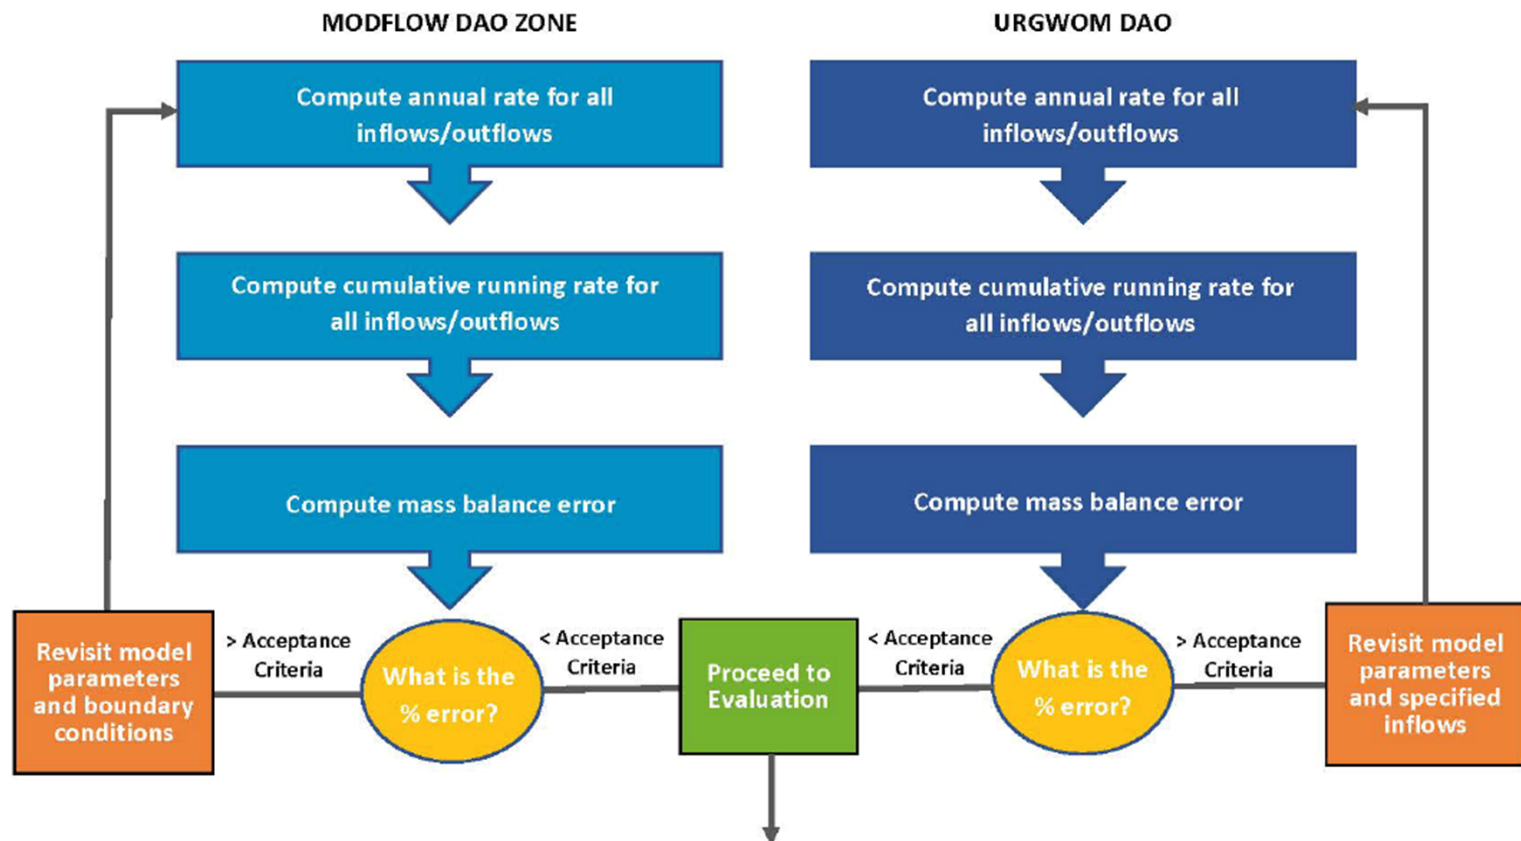 MODFLOW DAO ZONE
URGWOM DAO
Compute annual rate for all
inflows/outflows
Compute annual rate for all
inflows/outflows
Compute cumulative running rate for
all inflows/outflows
Compute cumulative running rate for
all inflows/outflows
Compute mass balance error
Compute mass balance error
Revisit model
parameters
and boundary
conditions
> Acceptance
Criteria
What is the
% error?
< Acceptance
Criteria
Proceed to
Evaluation
< Acceptance
Criteria
What is the
% error?
> Acceptance
Criteria
Revisit model
parameters
and specified
inflows